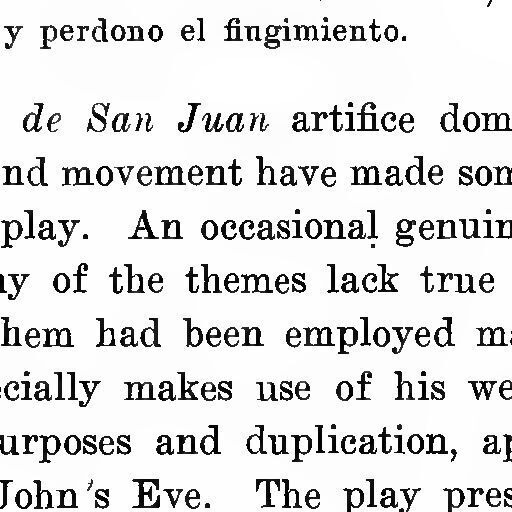 y perdono el fingimiento.
de San Juan artifice dom
nd movement have made som
play. An occasional genuin
ny of the themes lack true
hem had been employed ma
ecially makes use of his we
urposes and duplication, ap
John's Eve. The play pres